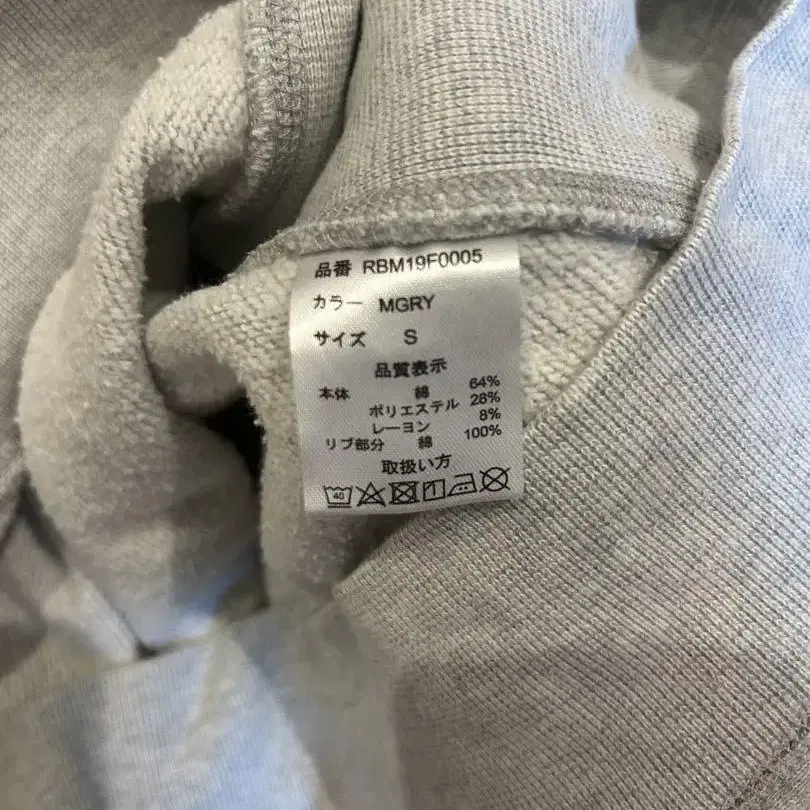 品番 RBM19F0005
カラー MGRY
サイズ S
品質表示
本体 綿 64%
ポリエステル 28%
レーヨン 8%
リブ部分 綿 100%
取扱い方
40